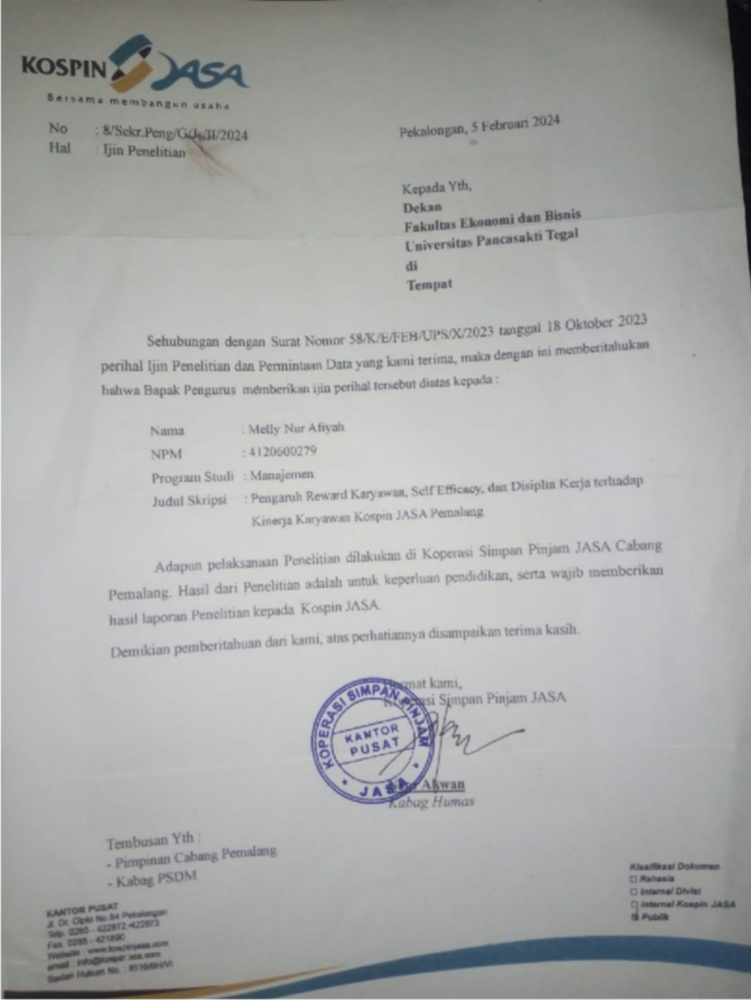 KOSPIN JASA
Bersama membangun usaha
No : 8/Sekr.Peng/G/Js/II/2024
Hal : Ijin Penelitian
Pekalongan, 5 Februari 2024
Kepada Yth,
Dekan
Fakultas Ekonomi dan Bisnis
Universitas Pancasakti Tegal
di
Tempat
Sehubungan dengan Surat Nomor 58/K/E/FEB/UPS/X/2023 tanggal 18 Oktober 2023
perihal Ijin Penelitian dan Permintaan Data yang kami terima, maka dengan ini memberitahukan
bahwa Bapak Pengurus memberikan ijin perihal tersebut diatas kepada :
Nama : Melly Nur Afiyah
NPM : 4120600279
Program Studi : Manajemen
Judul Skripsi : Pengaruh Reward Karyawan, Self Efficacy, dan Disiplin Kerja terhadap
Kinerja Karyawan Kospin JASA Pemalang
Adapun pelaksanaan Penelitian dilakukan di Koperasi Simpan Pinjam JASA Cabang
Pemalang. Hasil dari Penelitian adalah untuk keperluan pendidikan, serta wajib memberikan
hasil laporan Penelitian kepada Kospin JASA.
Demikian pemberitahuan dari kami, atas perhatiannya disampaikan terima kasih.
Hormat kami,
Koperasi Simpan Pinjam JASA
KOPERASI SIMPAN PINJAM
KANTOR
PUSAT
JASA
Akwan
Kabag Humas
Tembusan Yth :
- Pimpinan Cabang Pemalang
- Kabag PSDM
KANTOR PUSAT
Jl. Dr. Cipto No.84 Pekalongan
Telp. 0285 - 422872, 422873
Fax. 0285 - 421890
Website : www.kospinjasa.com
email : info@kospin jasa.com
Badan Hukum No. : 8516/BH/VI
Klasifikasi Dokumen
☐ Rahasia
☐ Internal Divisi
☐ Internal Kospin JASA
☒ Publik